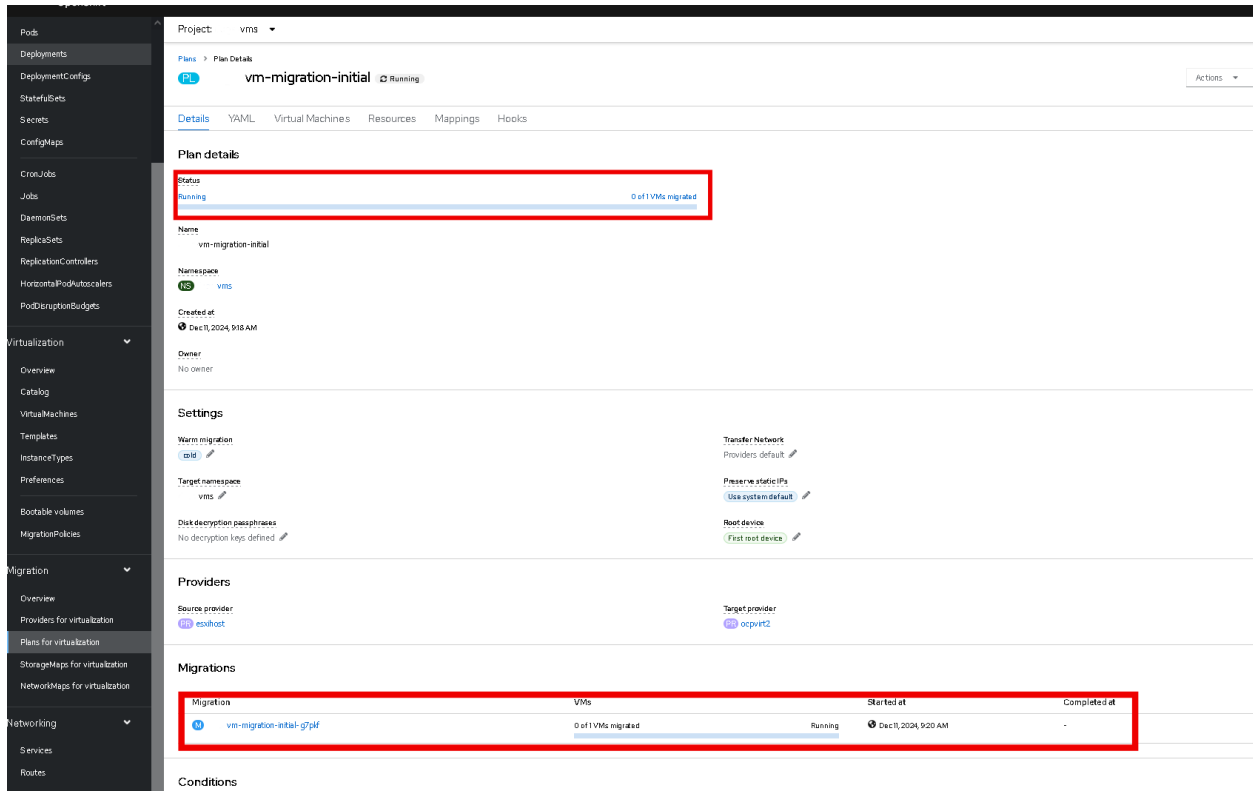 Pods
Deployments
DeploymentConfigs
StatefulSets
Secrets
ConfigMaps
CronJobs
Jobs
DaemonSets
ReplicaSets
ReplicationControllers
HorizontalPodAutoscalers
PodDisruptionBudgets
Virtualization
Overview
Catalog
VirtualMachines
Templates
InstanceTypes
Preferences
Bootable volumes
MigrationPolicies
Migration
Overview
Providers for virtualization
Plans for virtualization
StorageMaps for virtualization
NetworkMaps for virtualization
Networking
Services
Routes
Project: vms
Plans > Plan Details
PL vm-migration-initial Running
Actions
Details YAML Virtual Machines Resources Mappings Hooks
Plan details
Status
Running 0 of 1 VMs migrated
Name
vm-migration-initial
Namespace
NS vms
Created at
Dec 11, 2024, 9:18 AM
Owner
No owner
Settings
Warm migration
cold
Target namespace
vms
Disk decryption passphrases
No decryption keys defined
Transfer Network
Providers default
Preserve static IPs
Use system default
Root device
First root device
Providers
Source provider
PR esxihost
Target provider
PR ocpvirt2
Migrations
Migration VMs Started at Completed at
M vm-migration-initial-g7pkf 0 of 1 VMs migrated Running Dec 11, 2024, 9:20 AM -
Conditions